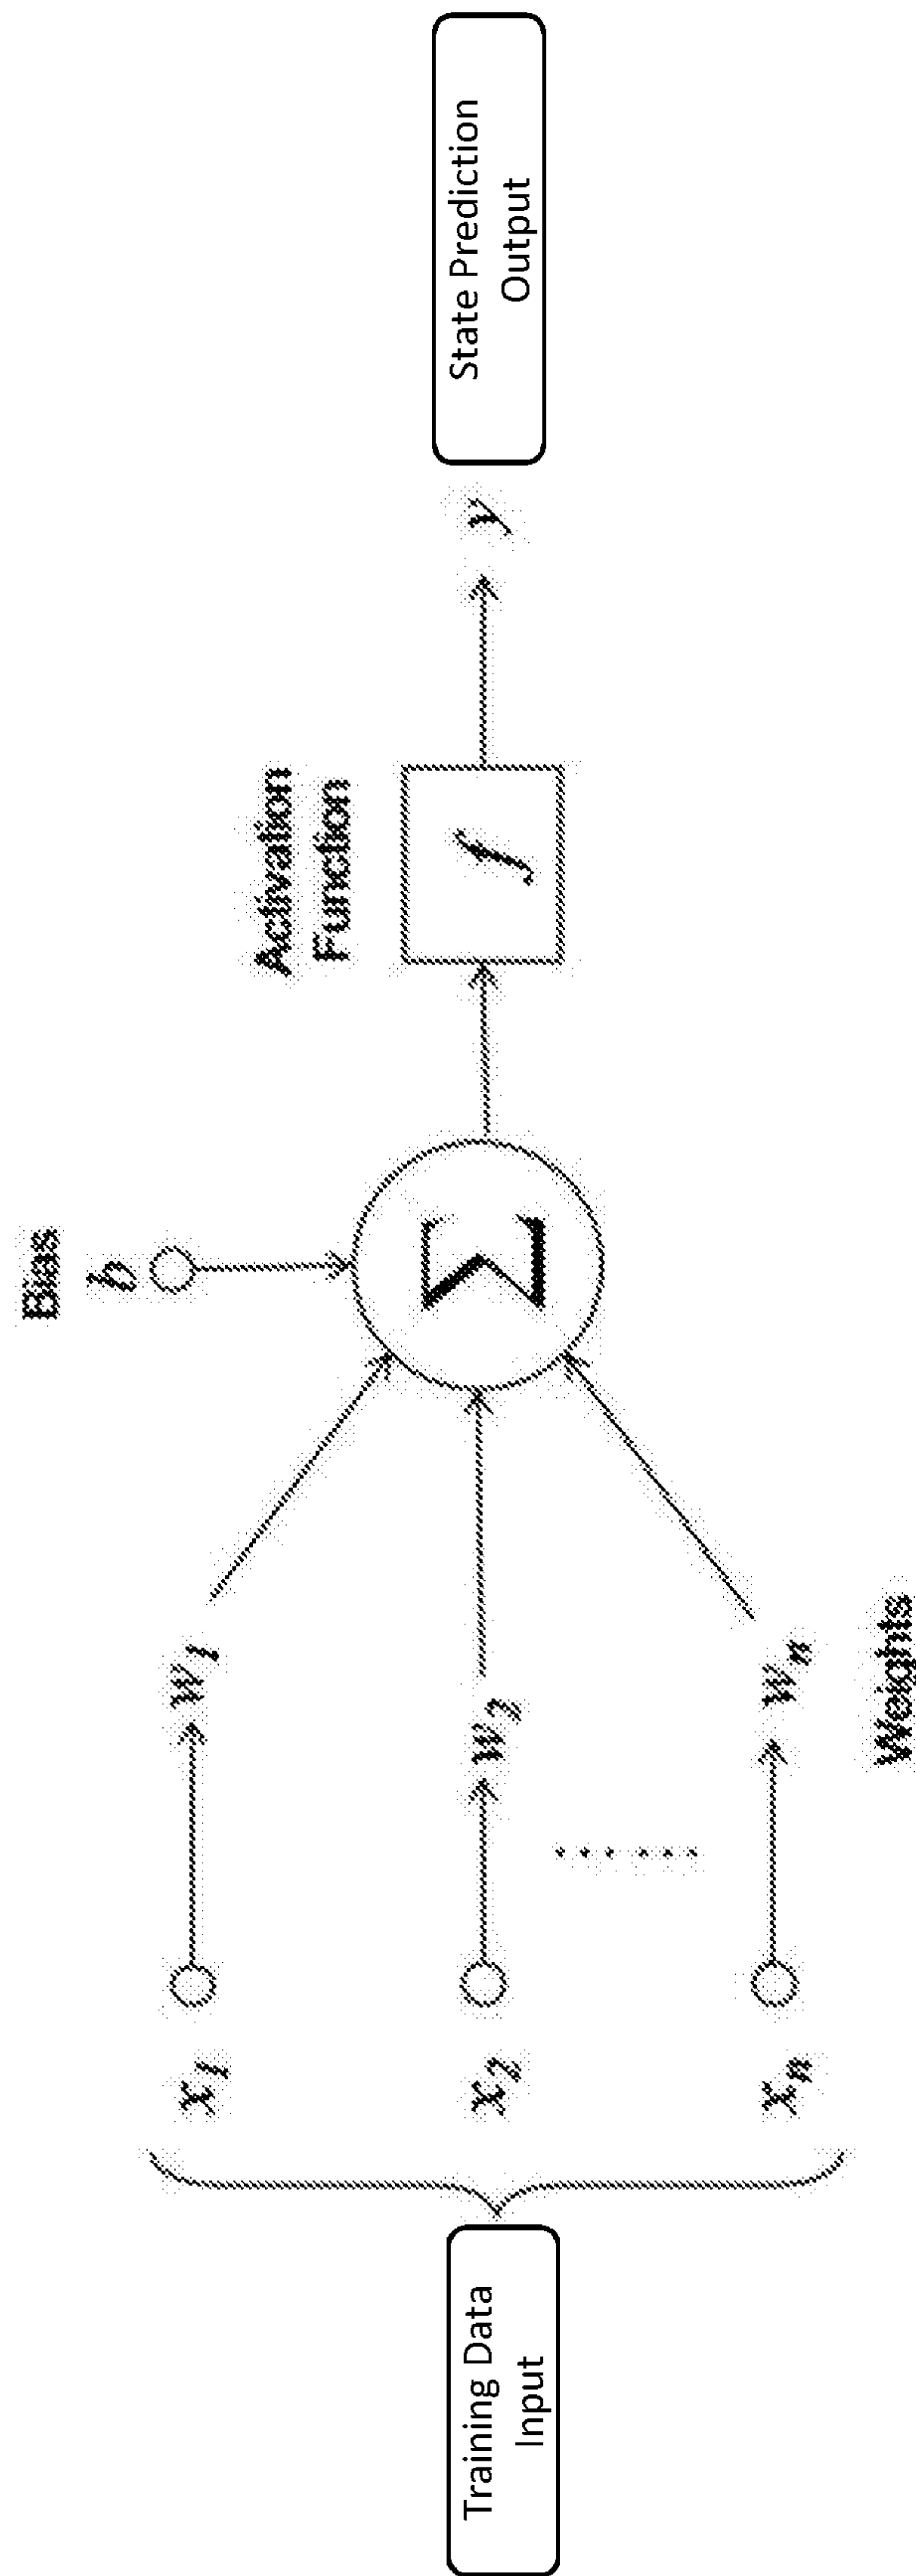 Training Data
Input
x₁
x₂
xₙ
w₁
w₂
wₙ
Weights
Bias
b
Σ
Activation
Function
f
y
State Prediction
Output